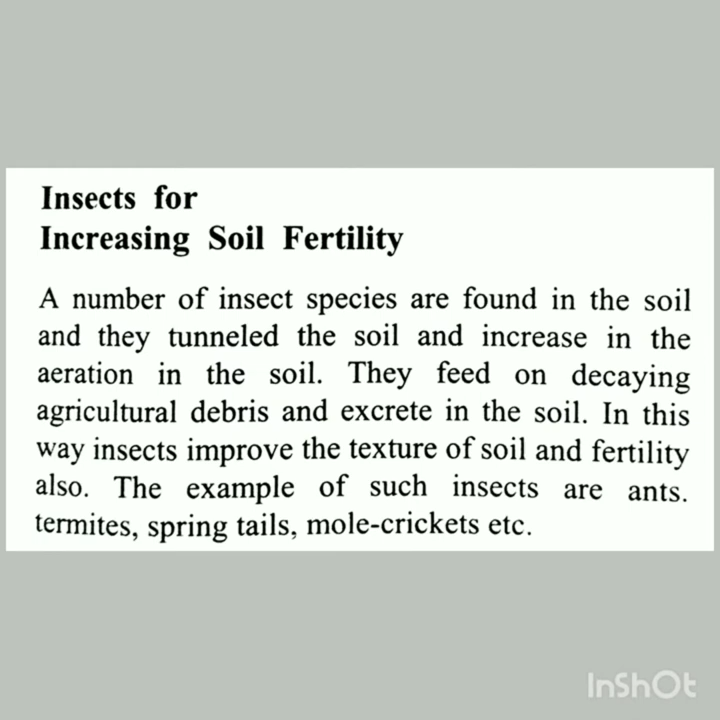 Insects for
Increasing Soil Fertility
A number of insect species are found in the soil
and they tunneled the soil and increase in the
aeration in the soil. They feed on decaying
agricultural debris and excrete in the soil. In this
way insects improve the texture of soil and fertility
also. The example of such insects are ants.
termites, spring tails, mole-crickets etc.
InShOt